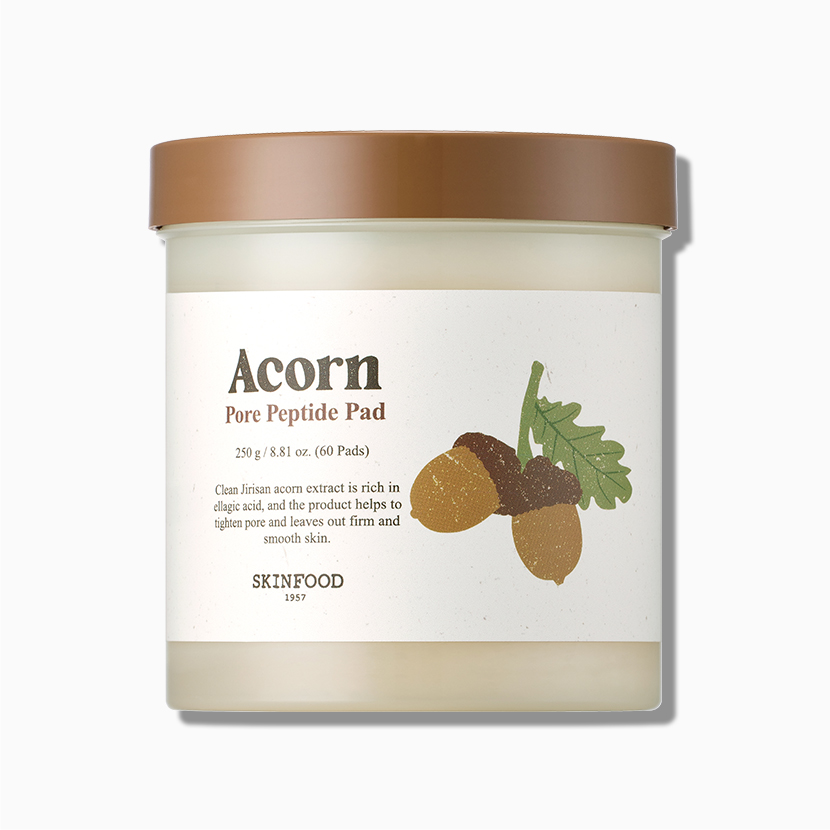 Acorn
Pore Peptide Pad
250 g / 8.81 oz. (60 Pads)
Clean Jirisan acorn extract is rich in
ellagic acid, and the product helps to
tighten pore and leaves out firm and
smooth skin.
SKINFOOD
1957